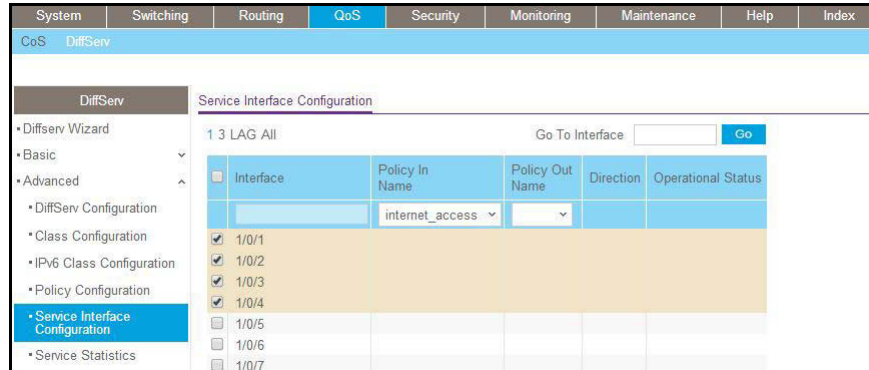 System Switching Routing QoS Security Monitoring Maintenance Help Index
CoS DiffServ
DiffServ
Service Interface Configuration
Diffserv Wizard
Basic
Advanced
DiffServ Configuration
Class Configuration
IPv6 Class Configuration
Policy Configuration
Service Interface
Configuration
Service Statistics
1 3 LAG All Go To Interface Go
Interface Policy In Name Policy Out Name Direction Operational Status
internet_access
1/0/1
1/0/2
1/0/3
1/0/4
1/0/5
1/0/6
1/0/7